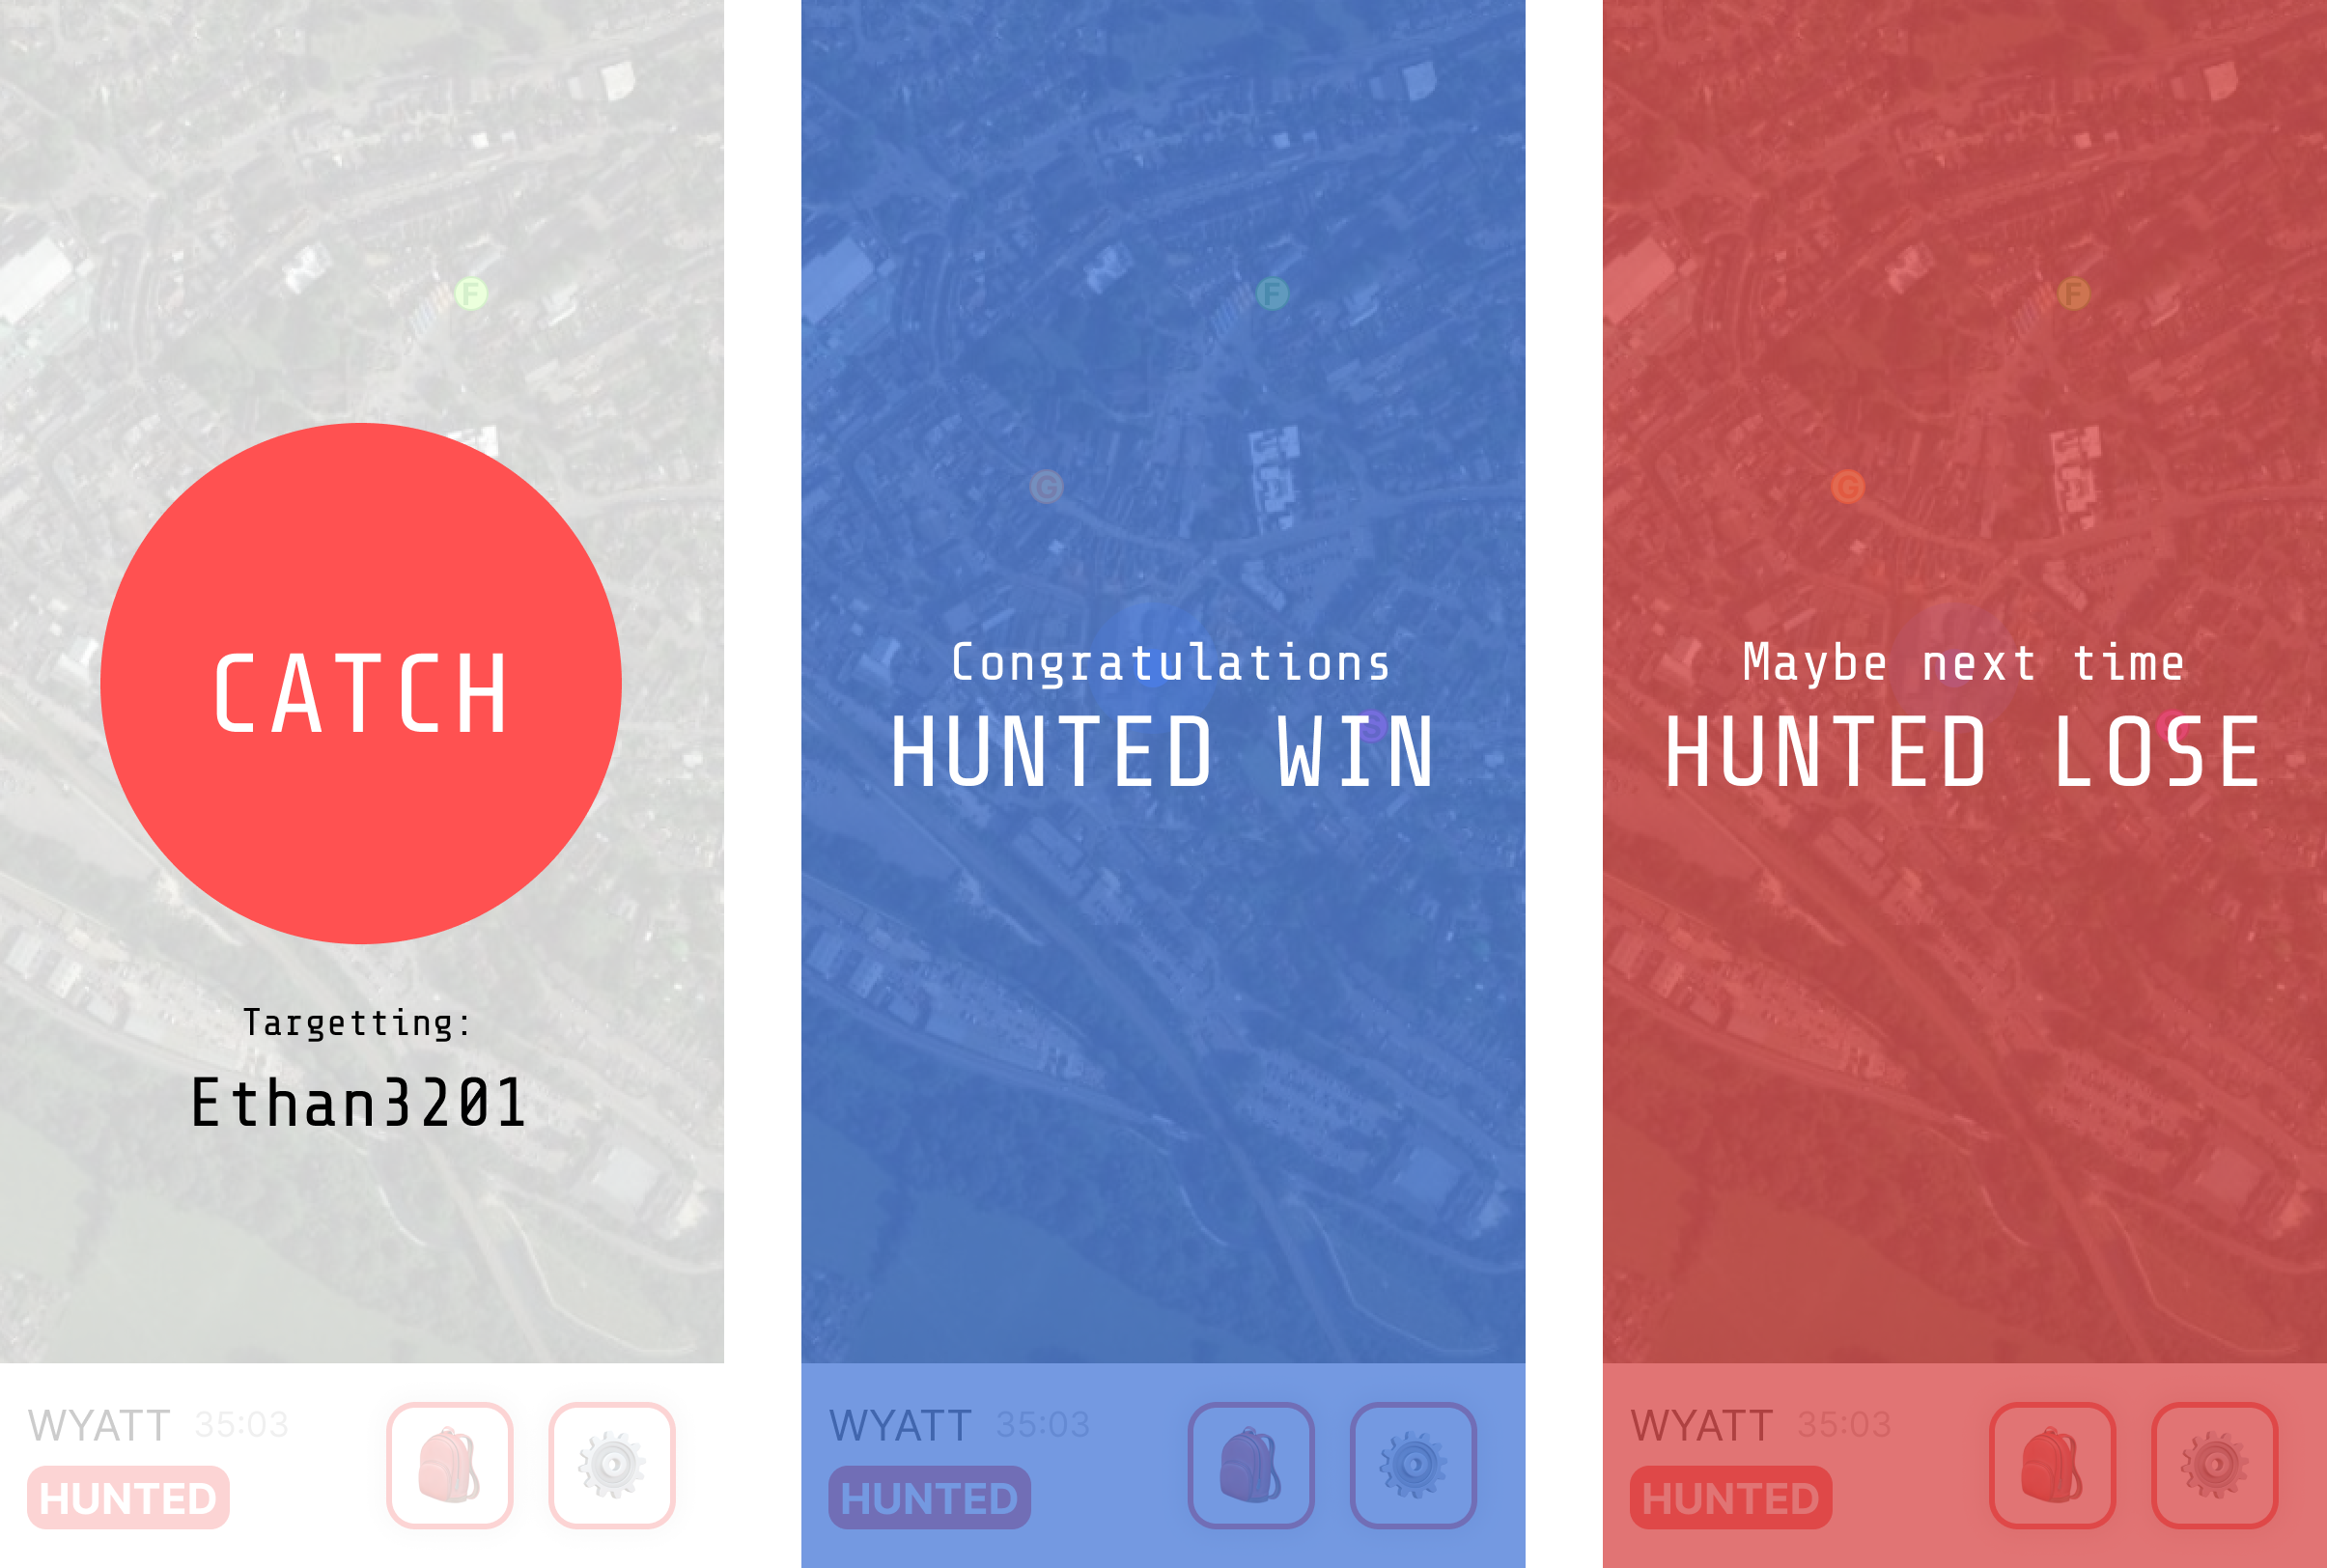 F
CATCH
Targetting:
Ethan3201
WYATT 35:03
HUNTED
F
G
Congratulations
S
HUNTED WIN
WYATT 35:03
HUNTED
F
G
Maybe next time
HUNTED LOSE
WYATT 35:03
HUNTED